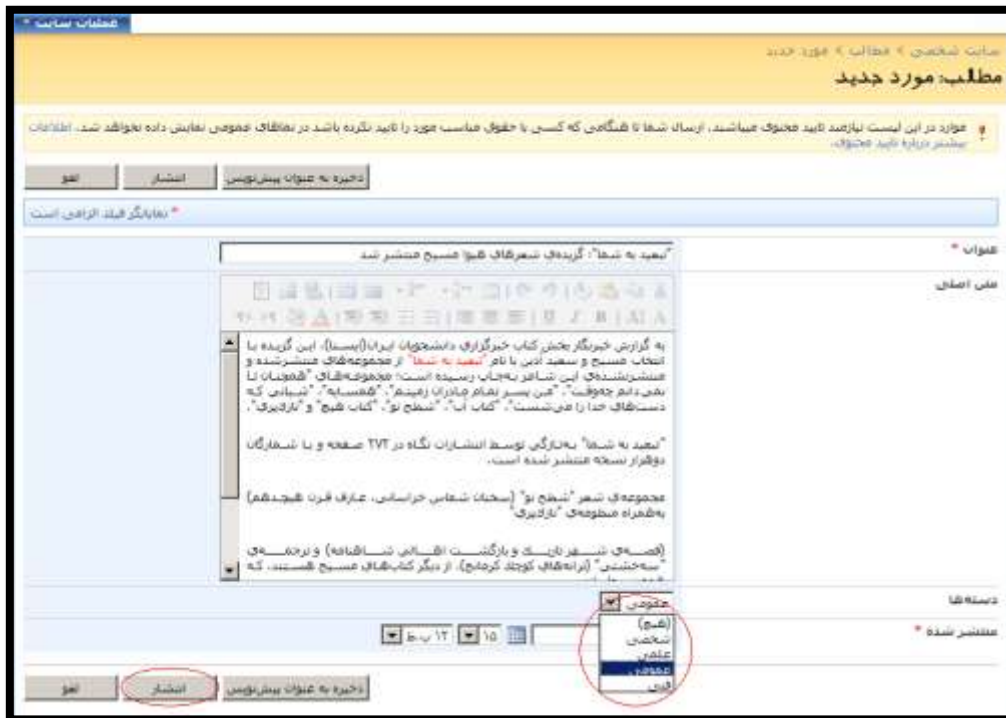 عملیات سایت
سایت شخصی > مطالب > مورد جدید
مطالب: مورد جدید
موارد در این لیست نیازمند تایید محتوی میباشند. ارسال شما تا هنگامی که کسی با حقوق مناسب مورد را تایید نکرده باشد در نماهای عمومی نمایش داده نخواهد شد. اطلاعات
بیشتر درباره تایید محتوی.
ذخیره به عنوان پیش‌نویس انتشار لغو
* نمایانگر فیلد الزامی است
عنوان *
"تبعید به شما"؛ گزیده‌ی شعرهای هیوا مسیح منتشر شد
متن اصلی
به گزارش خبرنگار بخش کتاب خبرگزاری دانشجویان ایران(ایسنا)، این گزیده با
انتخاب مسیح و سعید آذین با نام "تبعید به شما" از مجموعه‌های منتشرشده و
منتشرنشده‌ی این شاعر به‌چاپ رسیده است؛ مجموعه‌های "همچنان تا
نمی‌دانم چه‌وقت"، "من پسر تمام مادران زمینم"، "همسایه"، "شبانی که
دست‌های خدا را می‌شست"، "کتاب آب"، "شطح نو"، "کتاب هیچ" و
"تبعید به شما" به‌تازگی توسط انتشارات نگاه در ۲۷۲ صفحه و با شمارگان
دوهزار نسخه منتشر شده است.
مجموعه‌ی شعر "شطح نو" (سخنان شماس خراسانی، عارف قرن هیجدهم)
به‌همراه منظومه‌ی
(قصه‌ی شهر تاریک و بازگشت اهالی شاهنامه) و ترجمه‌ی
"سه‌خشتی" (ترانه‌های کوچک کرمانج)، از دیگر کتاب‌های مسیح هستند، که
دسته‌ها
عمومی
(هیچ)
شخصی
علمی
عمومی
فنی
منتشر شده *
۱۲ ب.ظ ۱۵
ذخیره به عنوان پیش‌نویس انتشار لغو